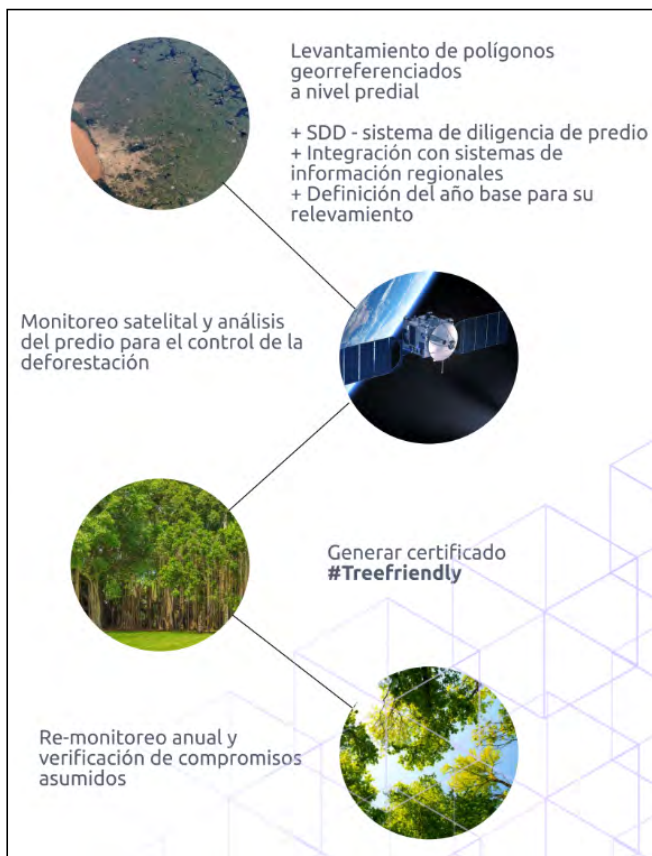 Levantamiento de polígonos
georreferenciados
a nivel predial
+ SDD - sistema de diligencia de predio
+ Integración con sistemas de
información regionales
+ Definición del año base para su
relevamiento
Monitoreo satelital y análisis
del predio para el control de la
deforestación
Generar certificado
#Treefriendly
Re-monitoreo anual y
verificación de compromisos
asumidos